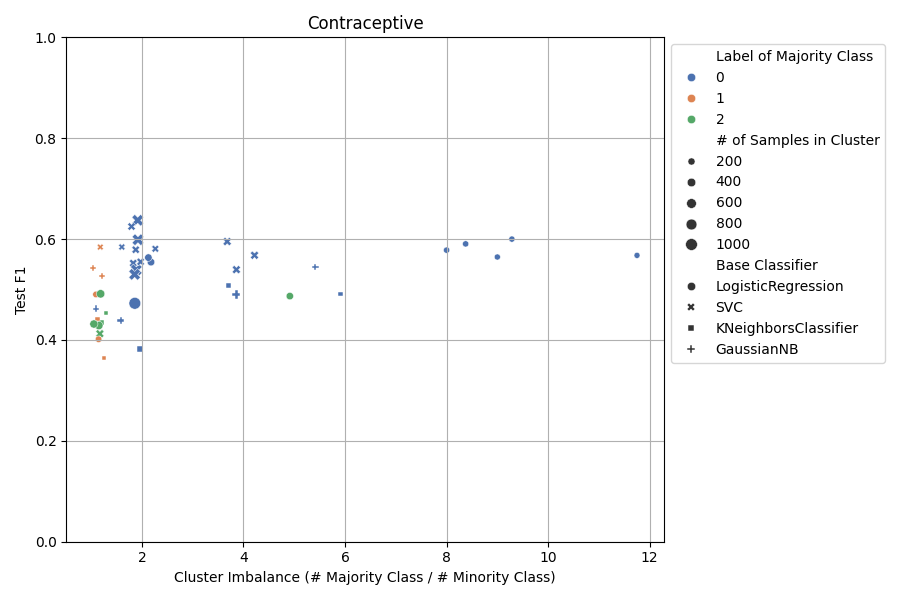 Contraceptive
1.0
0.8
0.6
0.4
0.2
0.0
Test F1
2
4
6
8
10
12
Cluster Imbalance (# Majority Class / # Minority Class)
Label of Majority Class
0
1
2
# of Samples in Cluster
200
400
600
800
1000
Base Classifier
LogisticRegression
SVC
KNeighborsClassifier
GaussianNB